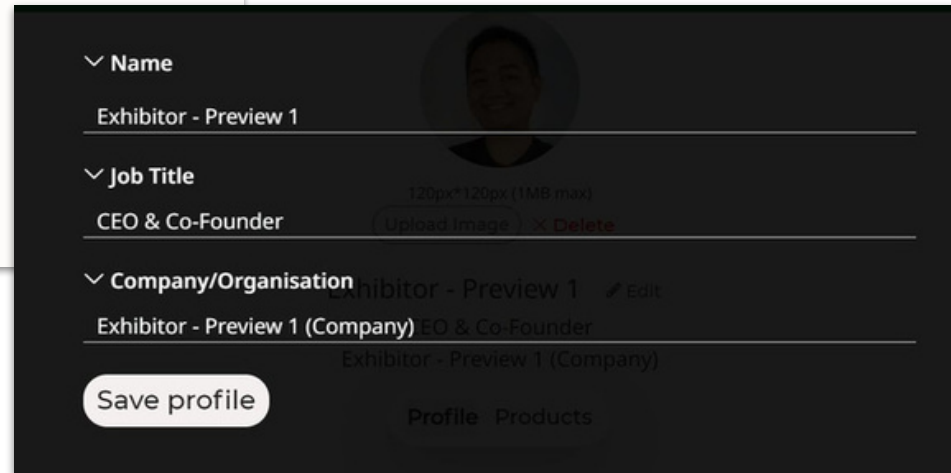 Name
Exhibitor - Preview 1
Job Title
120px*120px (1MB max)
CEO & Co-Founder
Upload Image × Delete
Company/Organisation
Exhibitor - Preview 1 Edit
Exhibitor - Preview 1 (Company)
CEO & Co-Founder
Exhibitor - Preview 1 (Company)
Save profile
Profile Products